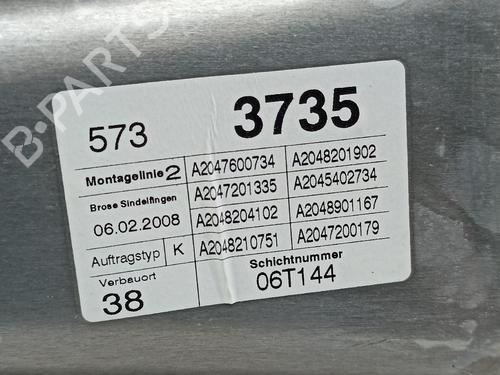 B-PARTS
573 3735
Montagelinie 2 A2047600734 A2048201902
Brose Sindelfingen A2047201335 A2045402734
06.02.2008 A2048204102 A2048901167
Auftragstyp K A2048210751 A2047200179
Verbauort Schichtnummer
38 06T144